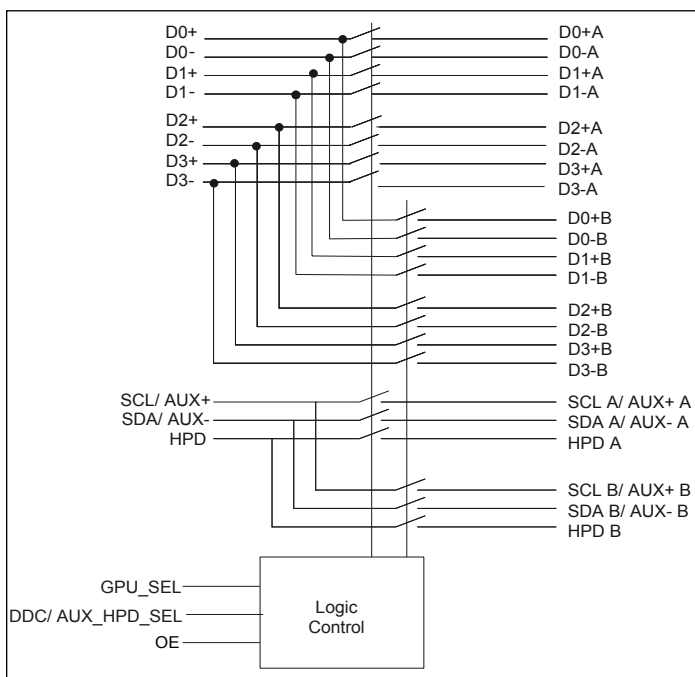 D0+
D0-
D1+
D1-
D2+
D2-
D3+
D3-
D0+A
D0-A
D1+A
D1-A
D2+A
D2-A
D3+A
D3-A
D0+B
D0-B
D1+B
D1-B
D2+B
D2-B
D3+B
D3-B
SCL/ AUX+
SDA/ AUX-
HPD
SCL A/ AUX+ A
SDA A/ AUX- A
HPD A
SCL B/ AUX+ B
SDA B/ AUX- B
HPD B
GPU_SEL
DDC/ AUX_HPD_SEL
OE
Logic
Control